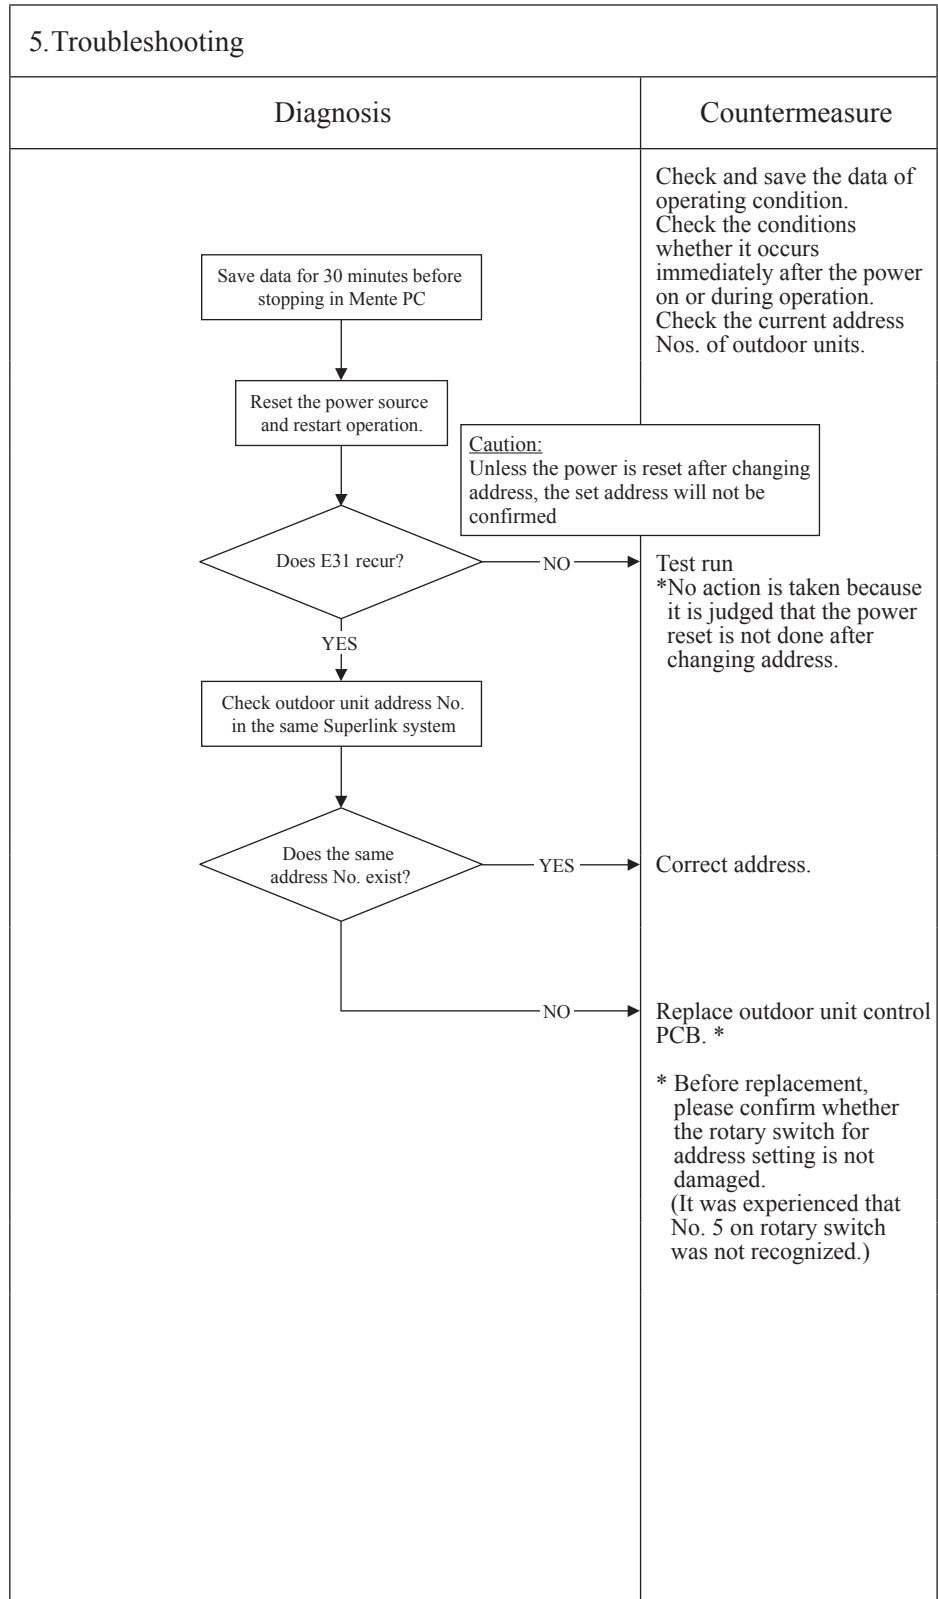 5.Troubleshooting
Diagnosis
Countermeasure
Check and save the data of
operating condition.
Check the conditions
whether it occurs
immediately after the power
on or during operation.
Check the current address
Nos. of outdoor units.
Save data for 30 minutes before
stopping in Mente PC
Reset the power source
and restart operation.
Caution:
Unless the power is reset after changing
address, the set address will not be
confirmed
Does E31 recur?
NO
Test run
*No action is taken because
it is judged that the power
reset is not done after
changing address.
YES
Check outdoor unit address No.
in the same Superlink system
Does the same
address No. exist?
YES
Correct address.
NO
Replace outdoor unit control
PCB. *
* Before replacement,
please confirm whether
the rotary switch for
address setting is not
damaged.
(It was experienced that
No. 5 on rotary switch
was not recognized.)